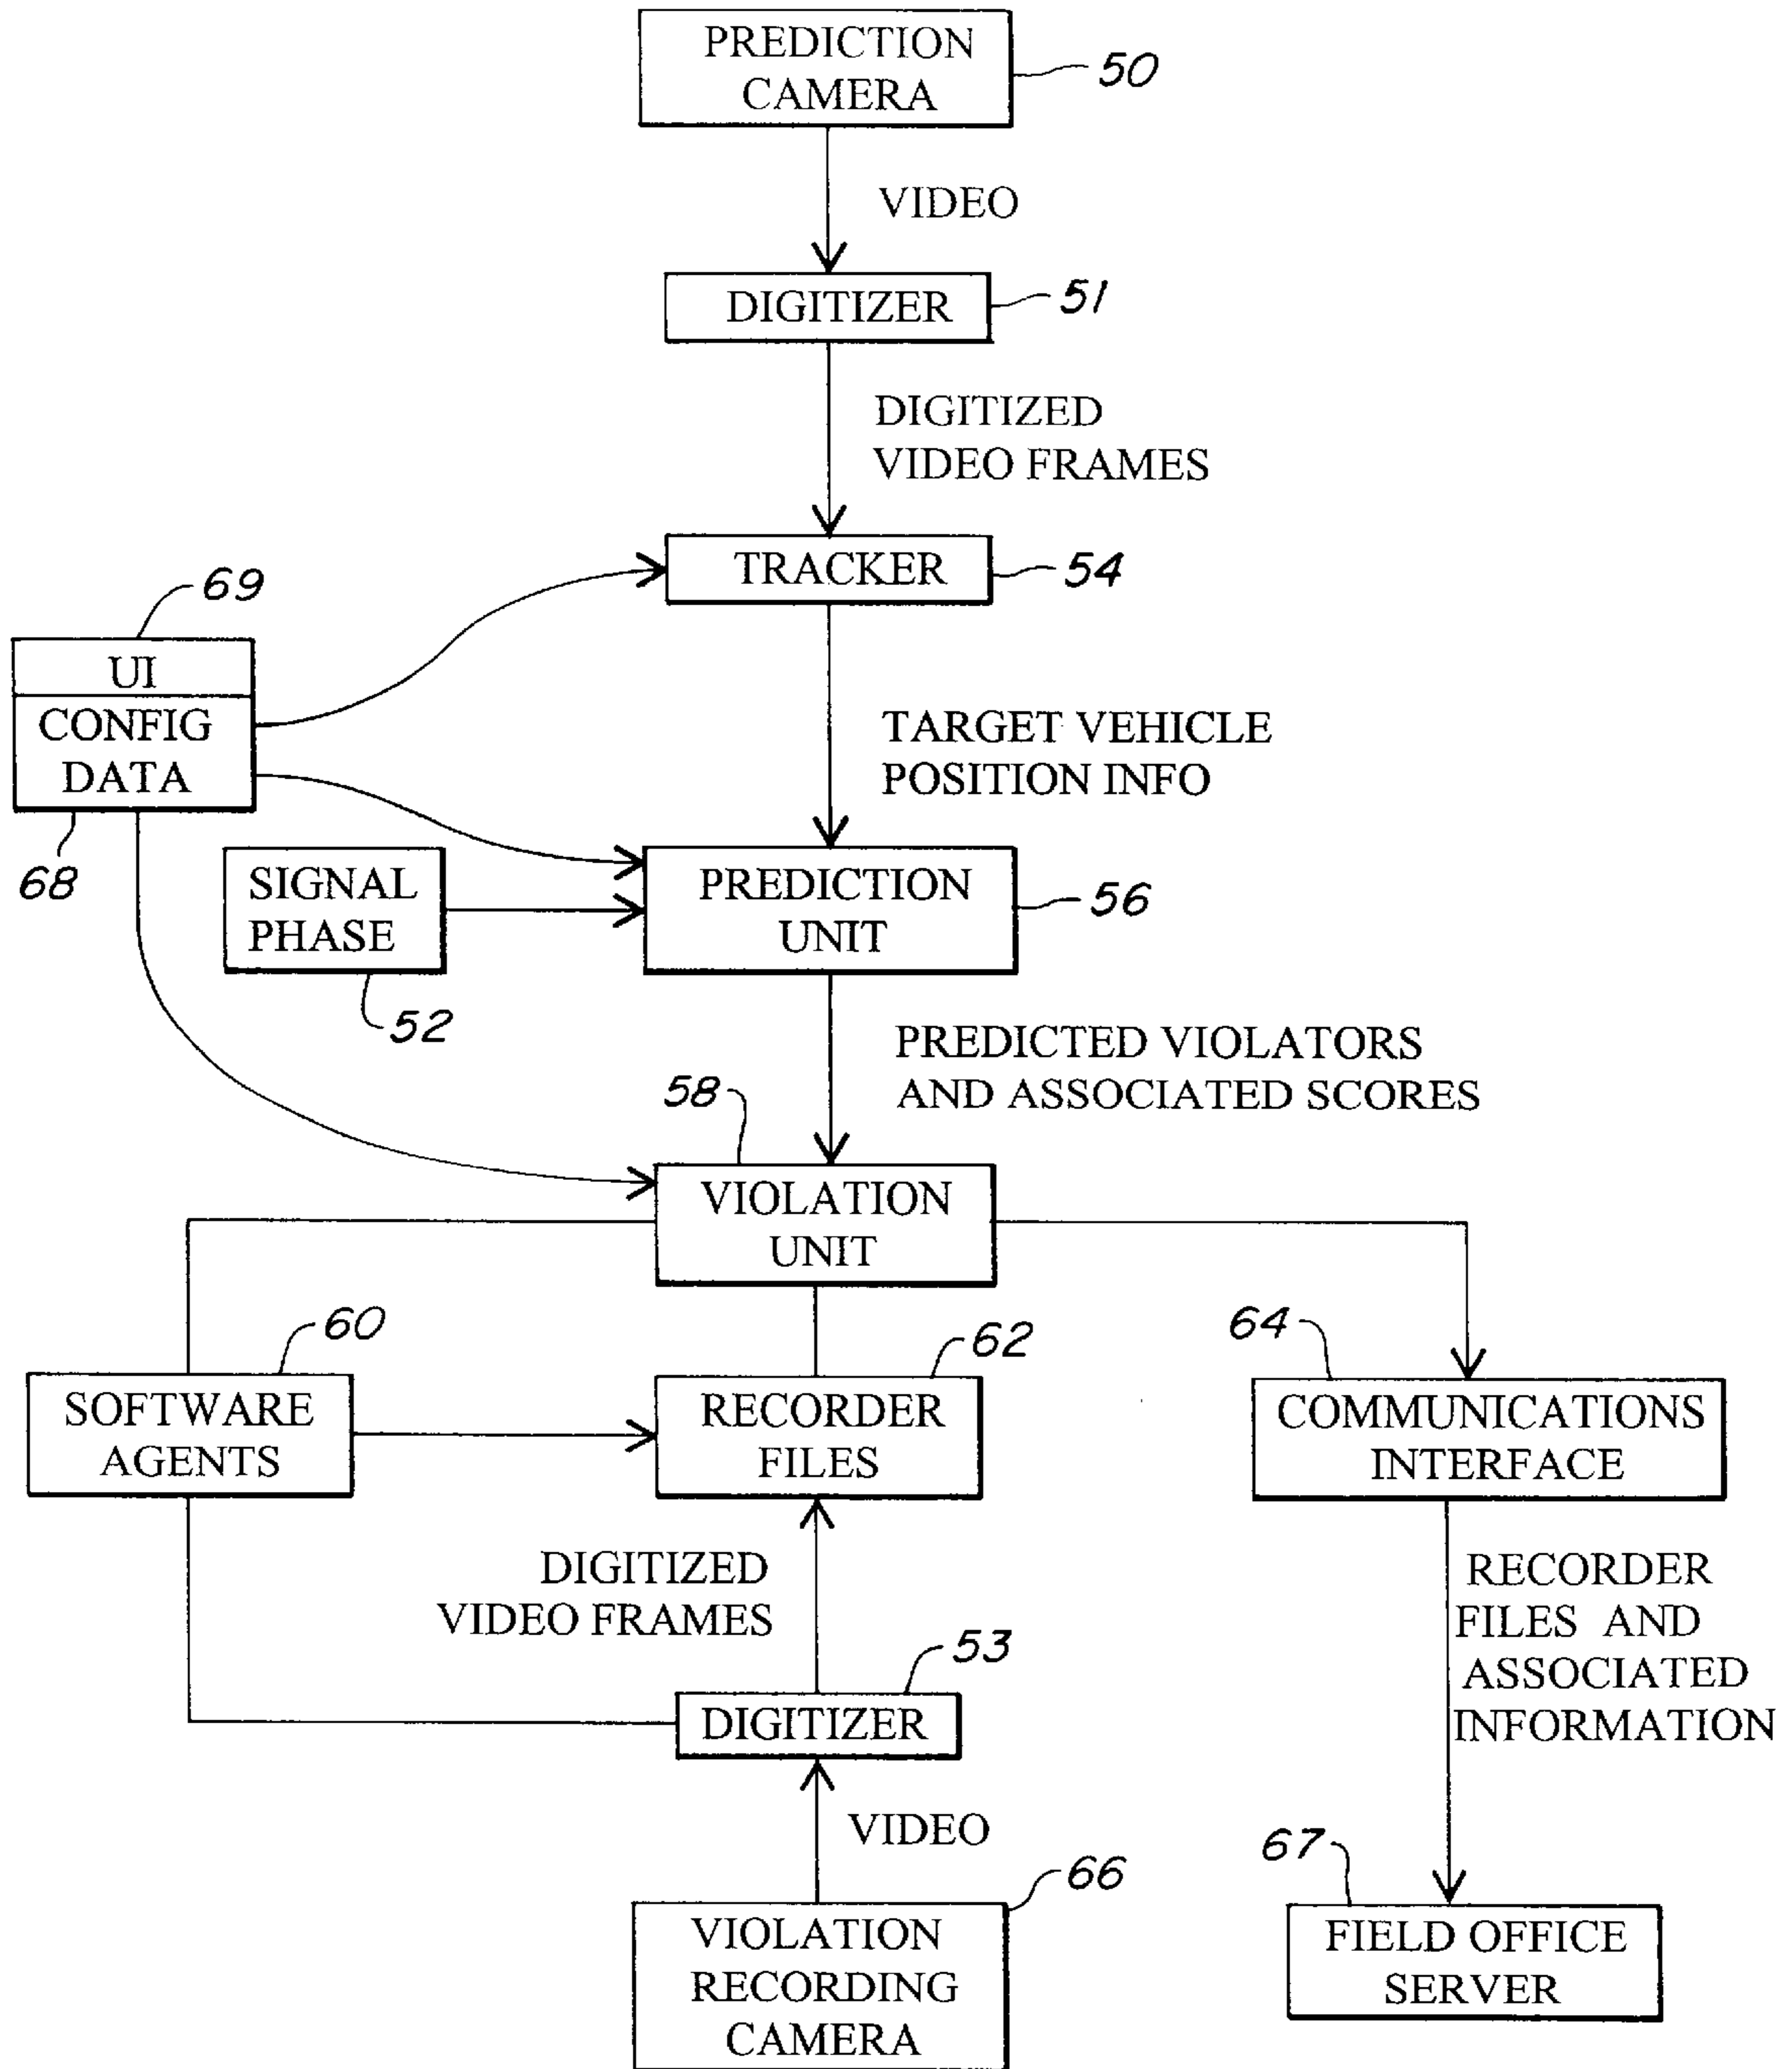 PREDICTION
CAMERA
50
VIDEO
DIGITIZER
51
DIGITIZED
VIDEO FRAMES
TRACKER
54
69
UI
CONFIG
DATA
68
TARGET VEHICLE
POSITION INFO
SIGNAL
PHASE
52
PREDICTION
UNIT
56
PREDICTED VIOLATORS
AND ASSOCIATED SCORES
58
VIOLATION
UNIT
60
SOFTWARE
AGENTS
62
RECORDER
FILES
64
COMMUNICATIONS
INTERFACE
DIGITIZED
VIDEO FRAMES
RECORDER
FILES AND
ASSOCIATED
INFORMATION
53
DIGITIZER
VIDEO
66
VIOLATION
RECORDING
CAMERA
67
FIELD OFFICE
SERVER